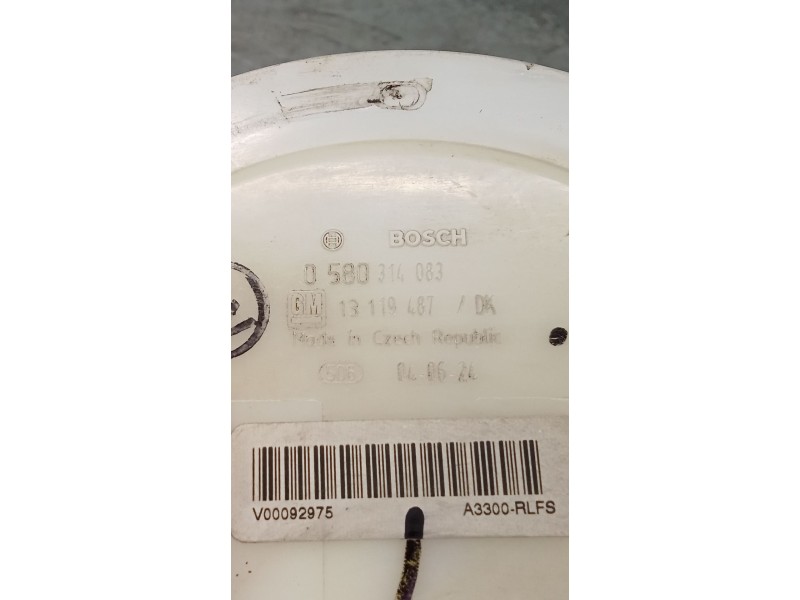 BOSCH
0 580 314 083
GM 13 119 487 / DK
Made in Czech Republic
506 04-06-24
V00092975 A3300-RLFS